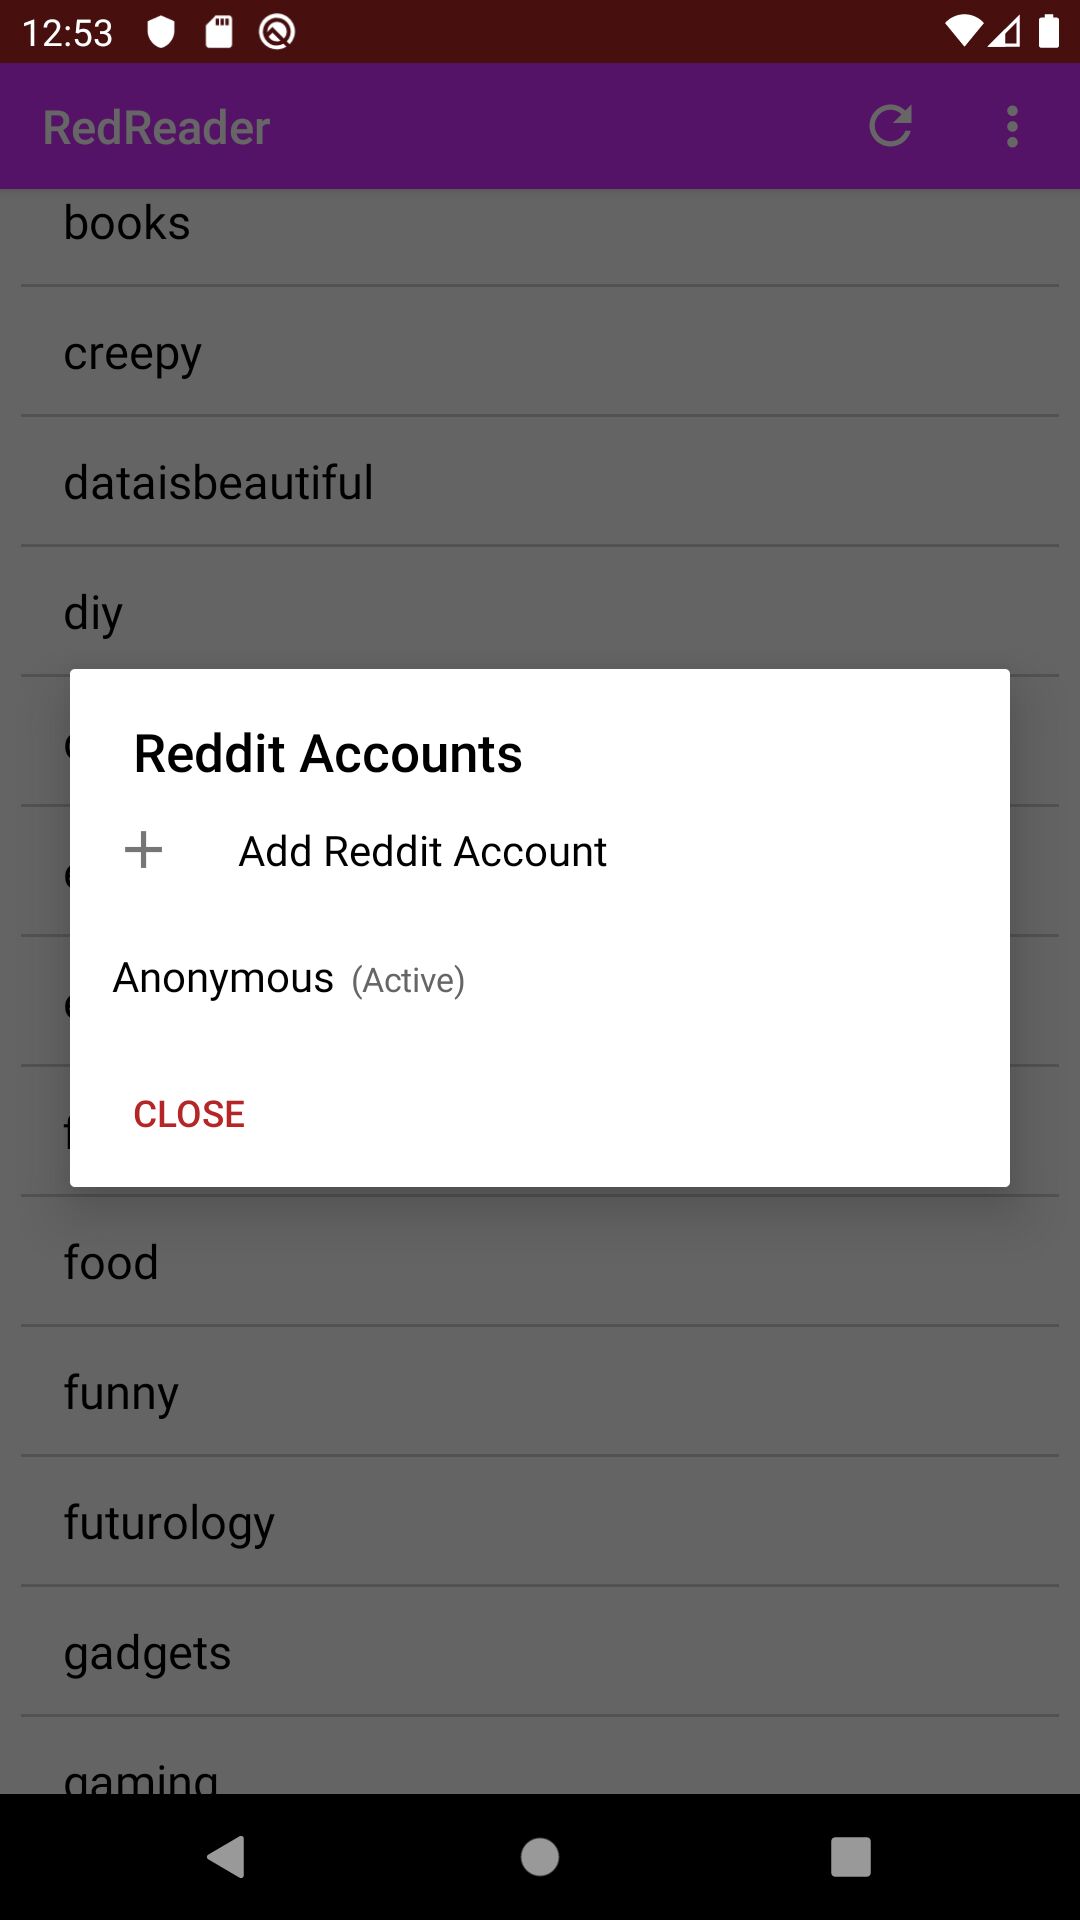 12:53
RedReader
books
creepy
dataisbeautiful
diy
Reddit Accounts
Add Reddit Account
Anonymous (Active)
CLOSE
food
funny
futurology
gadgets
gaming